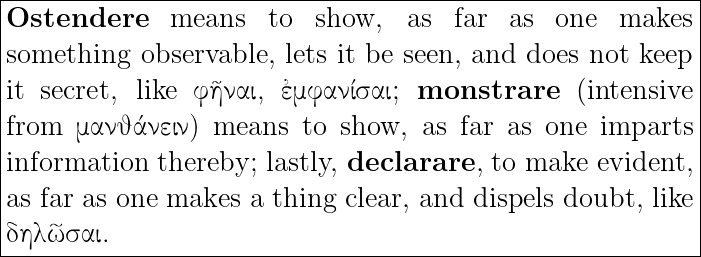 Ostendere means to show, as far as one makes
something observable, lets it be seen, and does not keep
it secret, like φῆναι, ἐμφανίσαι; monstrare (intensive
from μανθάνειν) means to show, as far as one imparts
information thereby; lastly, declarare, to make evident,
as far as one makes a thing clear, and dispels doubt, like
δηλῶσαι.